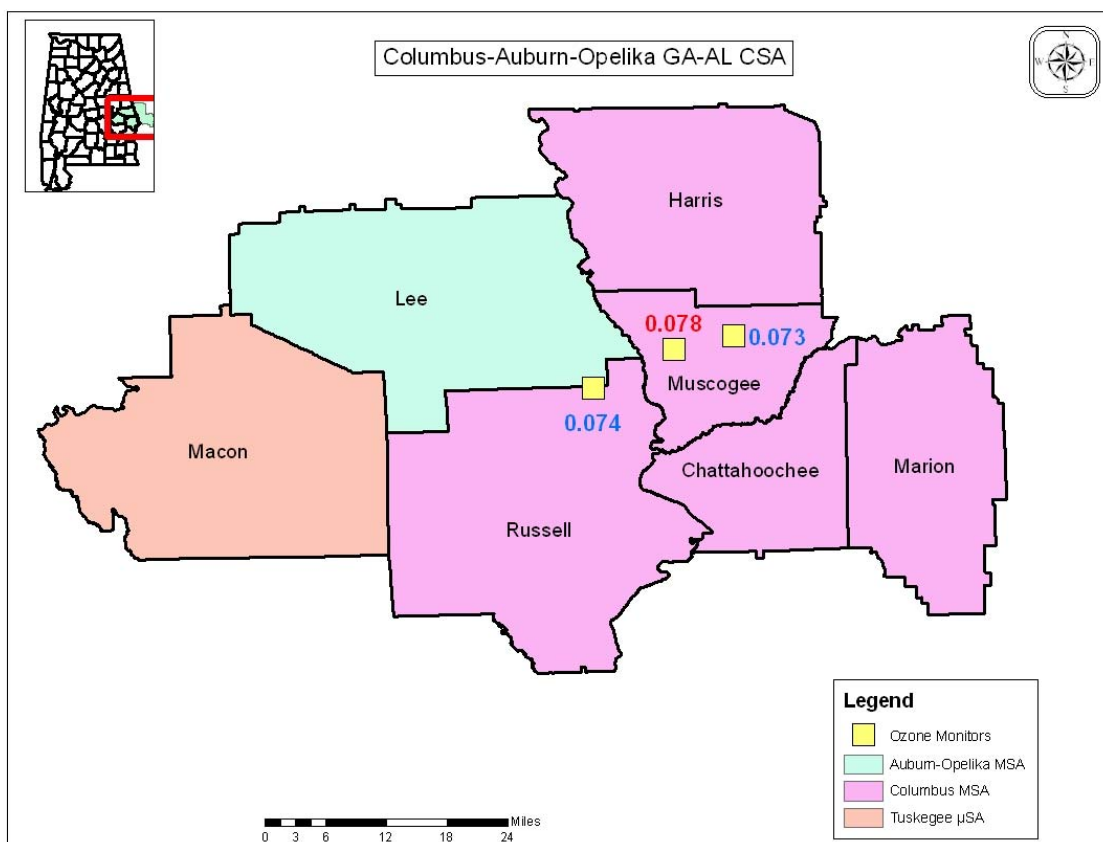 Columbus-Auburn-Opelika GA-AL CSA
N
W E
S
Harris
Lee
0.078
0.073
Muscogee
0.074
Macon
Chattahoochee
Marion
Russell
Legend
Ozone Monitors
Auburn-Opelika MSA
Columbus MSA
Tuskegee µSA
Miles
0 3 6 12 18 24